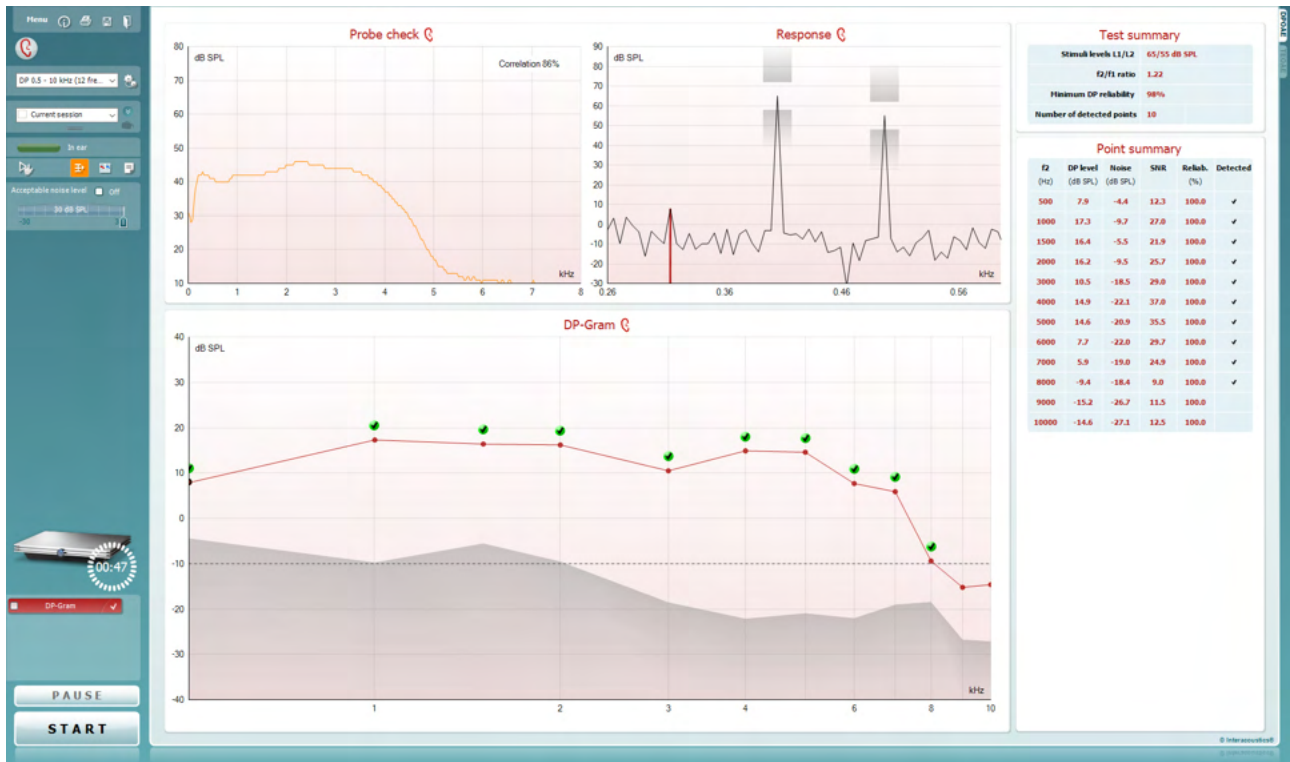 Menu
DP 0.5 - 10 kHz (12 fre...
Current session
In ear
Acceptable noise level off
30 dB SPL
-30
00:47
DP-Gram
PAUSE
START
Probe check
dB SPL
Correlation 86%
80
70
60
50
40
30
20
10
kHz
0 1 2 3 4 5 6 7 8
Response
dB SPL
90
80
70
60
50
40
30
20
10
0
-10
-20
-30
kHz
0.26 0.36 0.46 0.56
DP-Gram
dB SPL
40
30
20
10
0
-10
-20
-30
-40
kHz
1 2 3 4 6 8 10
Test summary
Stimuli levels L1/L2 65/55 dB SPL
f2/f1 ratio 1.22
Minimum DP reliability 98%
Number of detected points 10
Point summary
f2 DP level Noise SNR Reliab. Detected
(Hz) (dB SPL) (dB SPL) (%)
500 7.9 -4.4 12.3 100.0 ✓
1000 17.3 -9.7 27.0 100.0 ✓
1500 16.4 -5.5 21.9 100.0 ✓
2000 16.2 -9.5 25.7 100.0 ✓
3000 10.5 -18.5 29.0 100.0 ✓
4000 14.9 -22.1 37.0 100.0 ✓
5000 14.6 -20.9 35.5 100.0 ✓
6000 7.7 -22.0 29.7 100.0 ✓
7000 5.9 -19.0 24.9 100.0 ✓
8000 -9.4 -18.4 9.0 100.0 ✓
9000 -15.2 -26.7 11.5 100.0
10000 -14.6 -27.1 12.5 100.0
DPOAE
© Interacoustics®